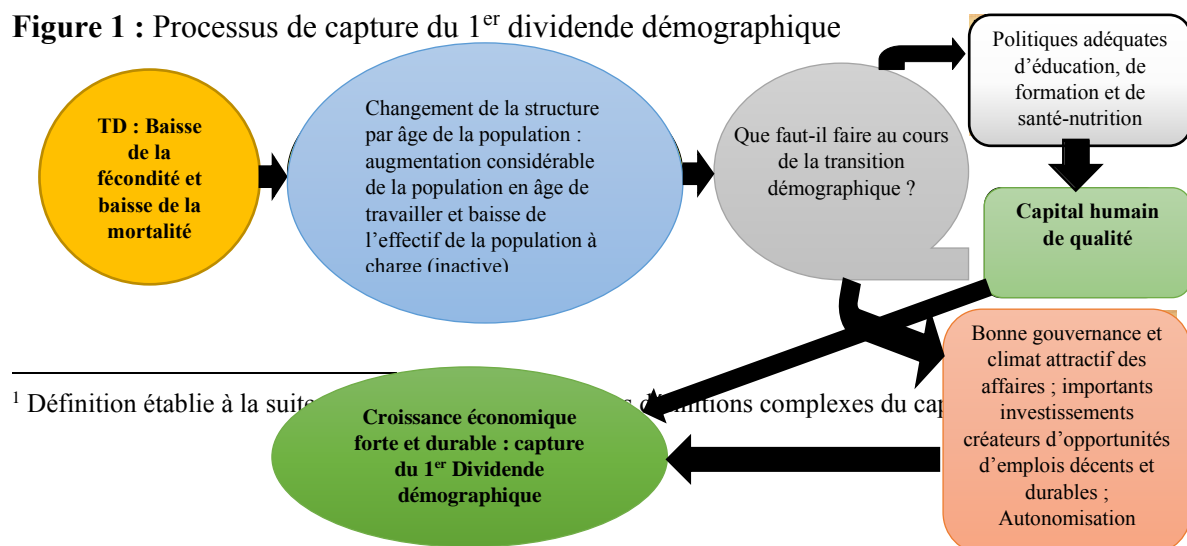 Figure 1 : Processus de capture du 1er dividende démographique
TD : Baisse
de la
fécondité et
baisse de la
mortalité
Changement de la structure
par âge de la population :
augmentation considérable
de la population en âge de
travailler et baisse de
l’effectif de la population à
charge (inactive)
Que faut-il faire au cours
de la transition
démographique ?
Politiques adéquates
d’éducation, de
formation et de
santé-nutrition
Capital humain
de qualité
Bonne gouvernance et
climat attractif des
affaires ; importants
investissements
créateurs d’opportunités
d’emplois décents et
durables ;
Autonomisation
Croissance économique
forte et durable : capture
du 1er Dividende
démographique
1 Définition établie à la suite complexes du